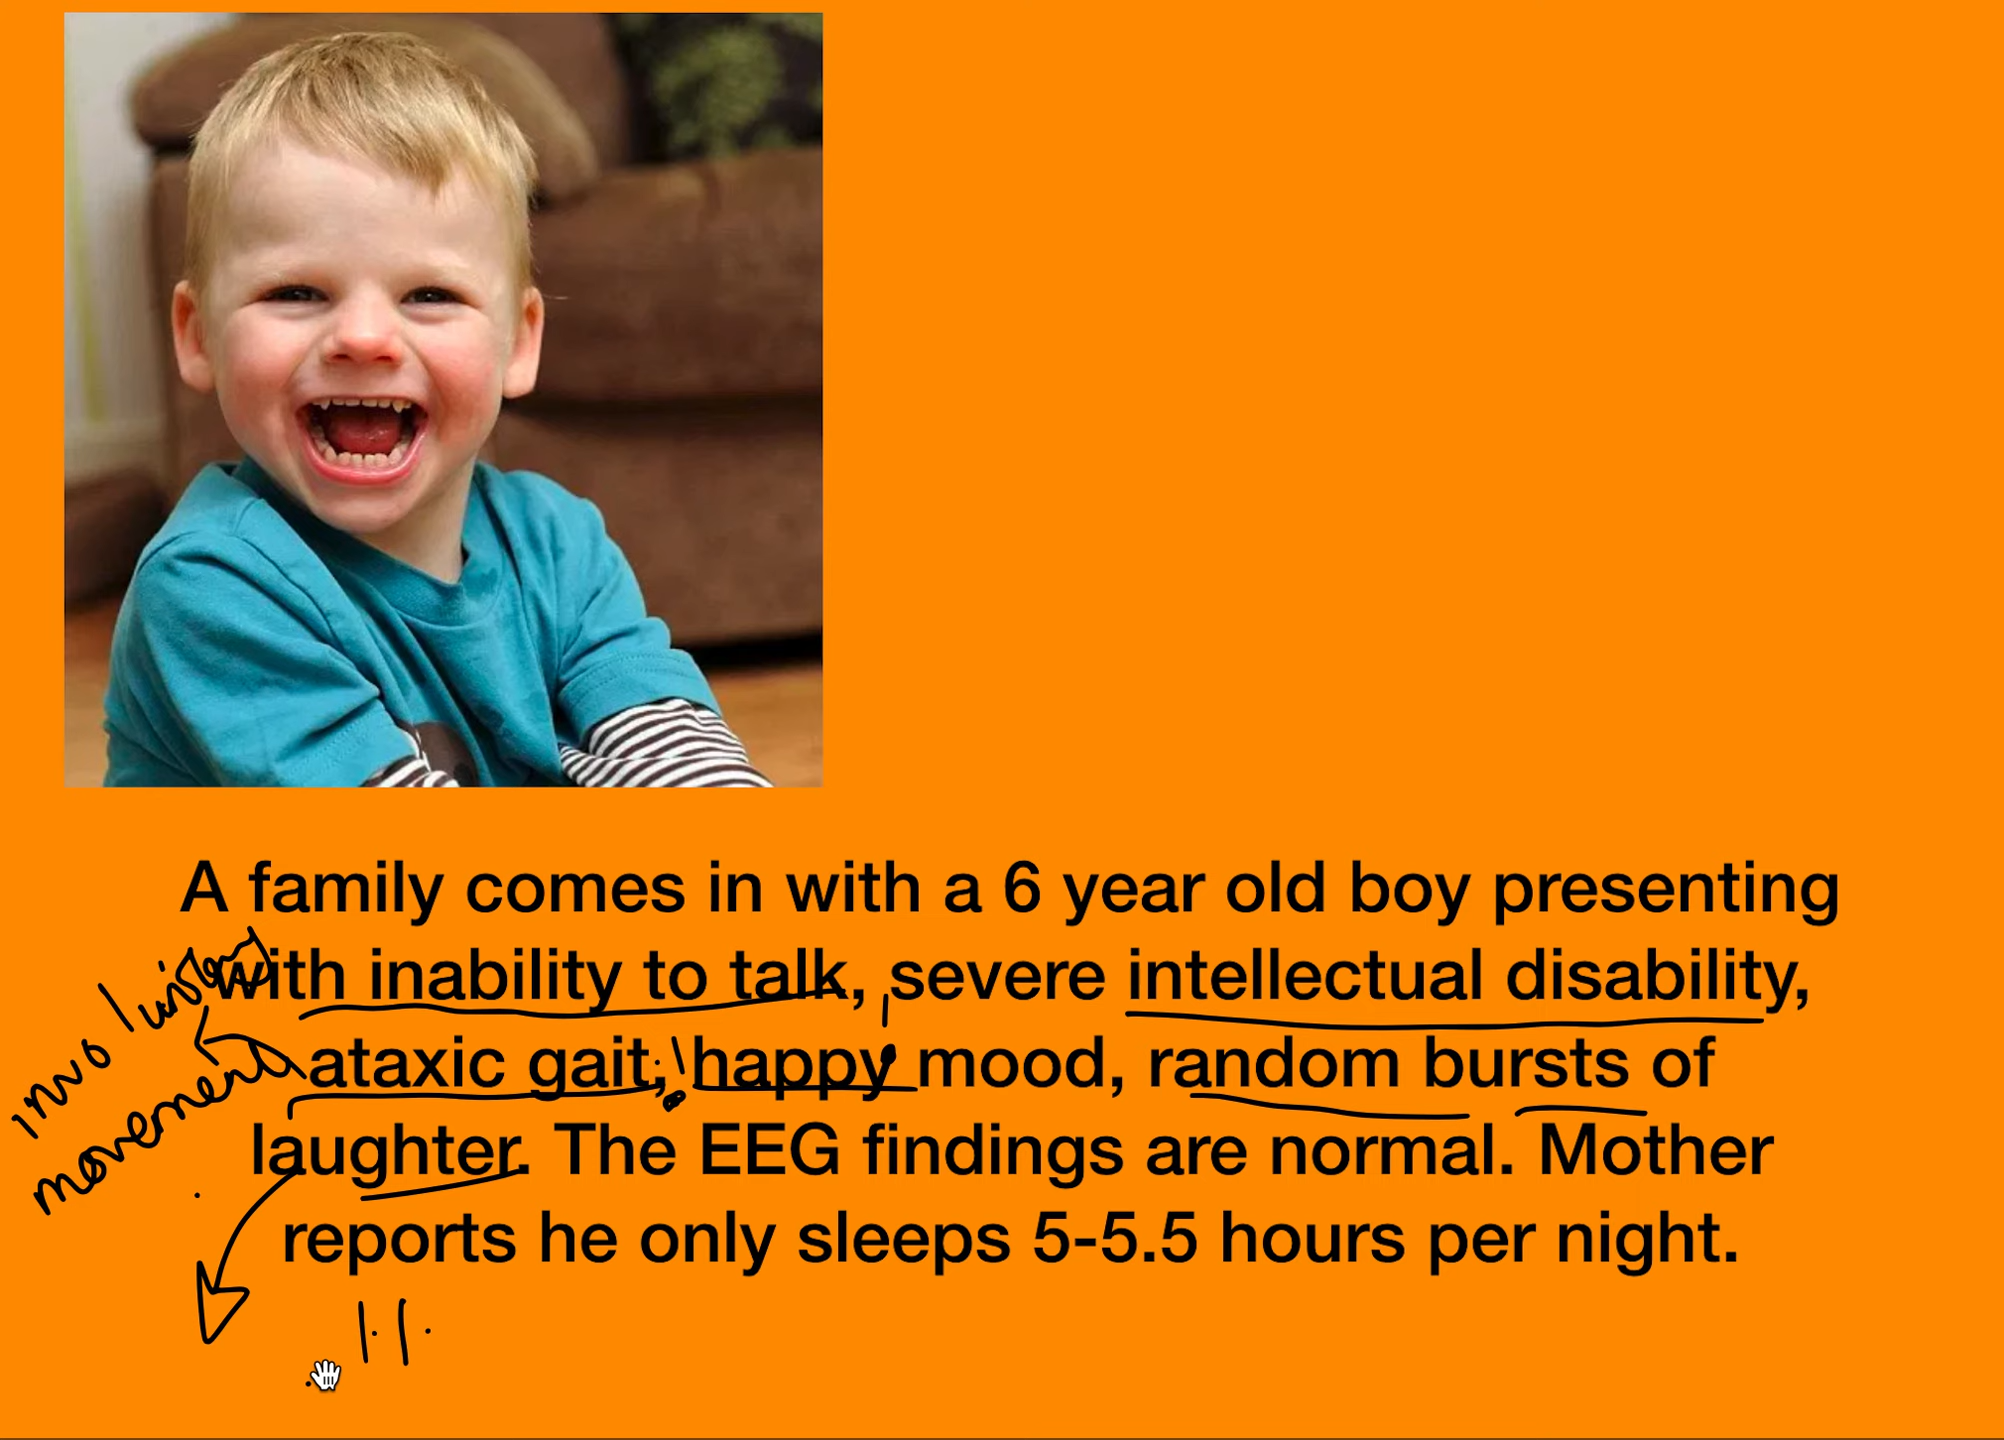 A family comes in with a 6 year old boy presenting
with inability to talk, severe intellectual disability,
ataxic gait, happy mood, random bursts of
laughter. The EEG findings are normal. Mother
reports he only sleeps 5-5.5 hours per night.
movement